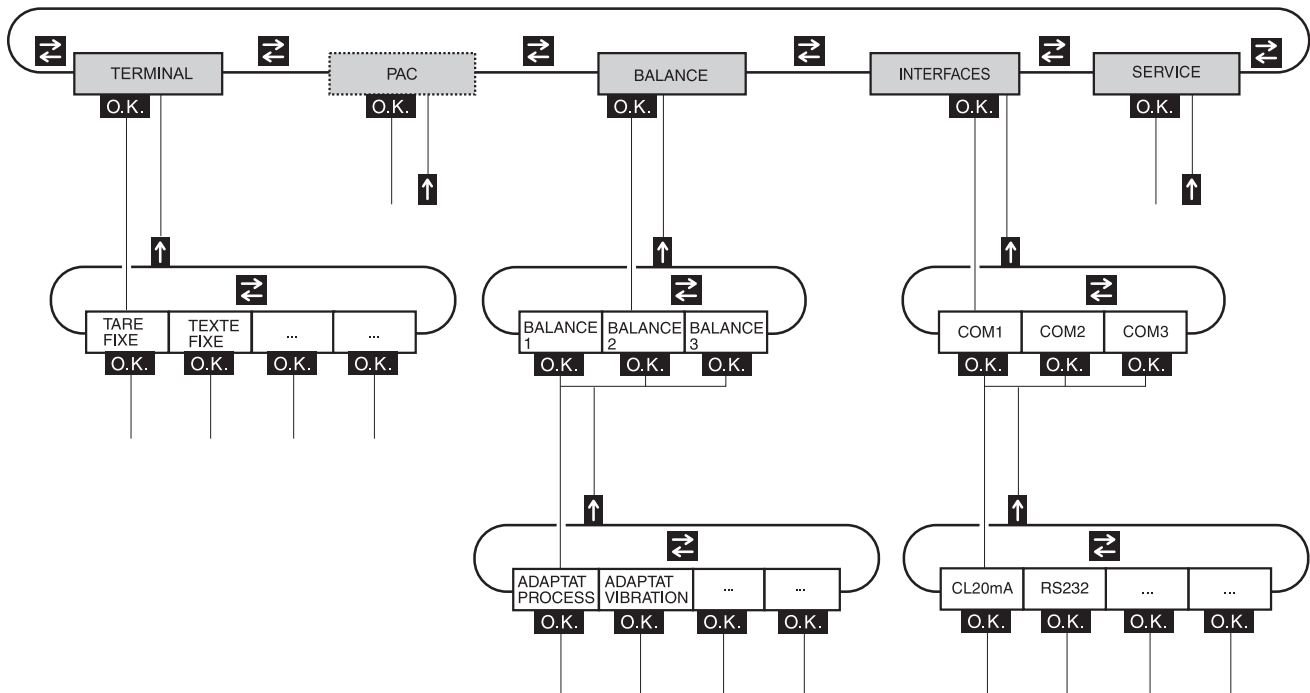 TERMINAL PAC BALANCE INTERFACES SERVICE
O.K. O.K. O.K. O.K. O.K.
TARE FIXE
TEXTE FIXE
...
...
BALANCE 1
BALANCE 2
BALANCE 3
COM1 COM2 COM3
O.K. O.K. O.K. O.K. O.K. O.K. O.K. O.K. O.K. O.K.
ADAPTAT PROCESS
ADAPTAT VIBRATION
...
...
CL20mA RS232 ... ...
O.K. O.K. O.K. O.K. O.K. O.K. O.K. O.K.